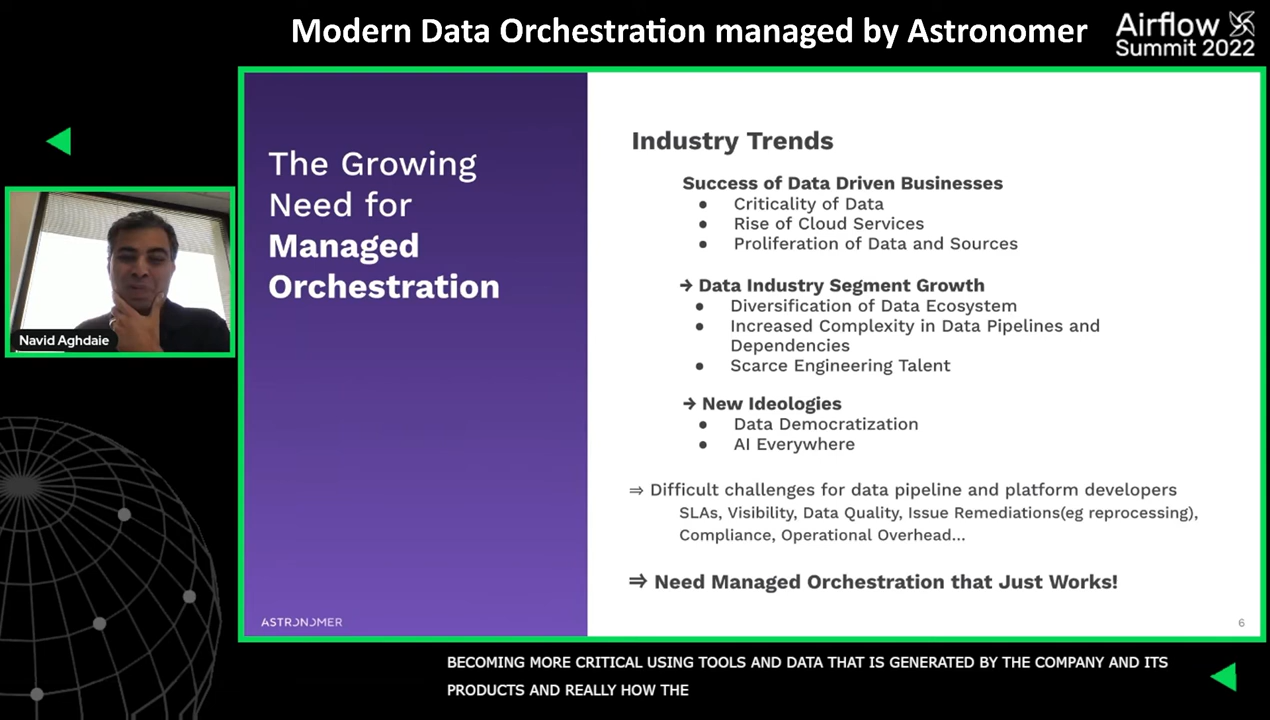 Modern Data Orchestration managed by Astronomer
Airflow
Summit 2022
The Growing
Need for
Managed
Orchestration
ASTRONOMER
Navid Aghdaie
Industry Trends
Success of Data Driven Businesses
● Criticality of Data
● Rise of Cloud Services
● Proliferation of Data and Sources
→ Data Industry Segment Growth
● Diversification of Data Ecosystem
● Increased Complexity in Data Pipelines and
Dependencies
● Scarce Engineering Talent
→ New Ideologies
● Data Democratization
● AI Everywhere
⇒ Difficult challenges for data pipeline and platform developers
SLAs, Visibility, Data Quality, Issue Remediations(eg reprocessing),
Compliance, Operational Overhead...
⇒ Need Managed Orchestration that Just Works!
6
BECOMING MORE CRITICAL USING TOOLS AND DATA THAT IS GENERATED BY THE COMPANY AND ITS
PRODUCTS AND REALLY HOW THE